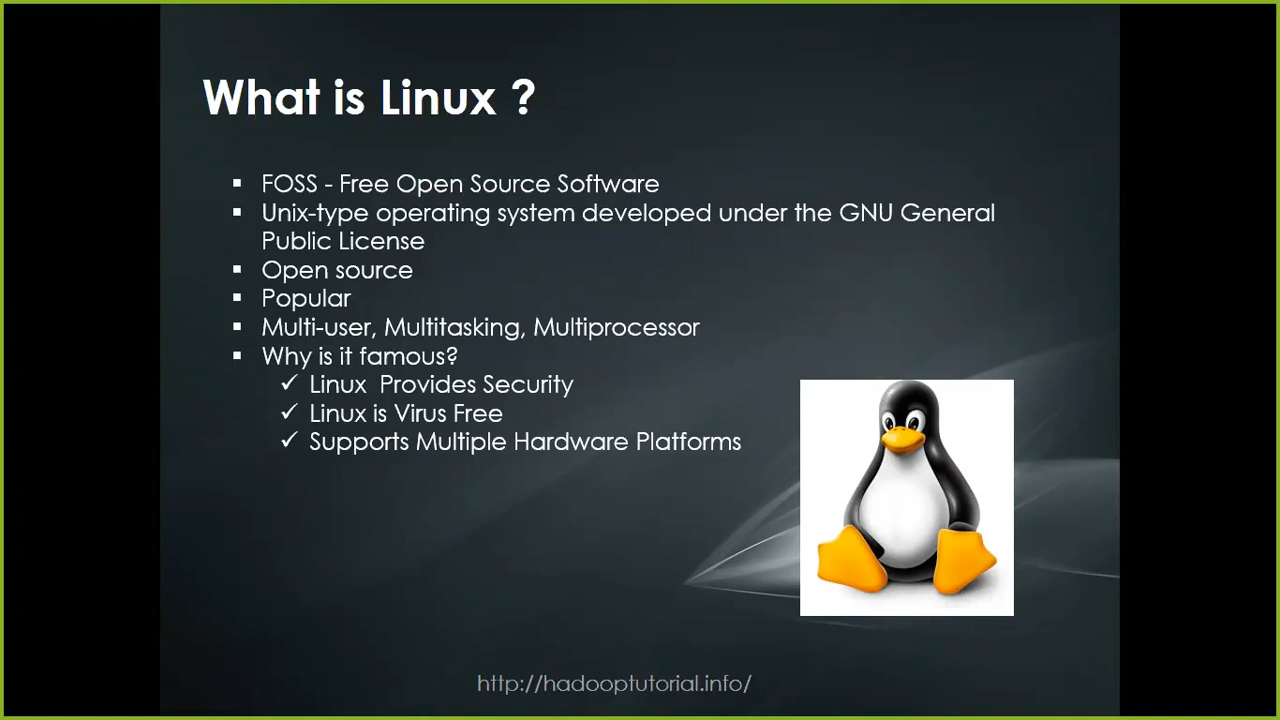 What is Linux ?
▪ FOSS - Free Open Source Software
▪ Unix-type operating system developed under the GNU General
Public License
▪ Open source
▪ Popular
▪ Multi-user, Multitasking, Multiprocessor
▪ Why is it famous?
✓ Linux  Provides Security
✓ Linux is Virus Free
✓ Supports Multiple Hardware Platforms
http://hadooptutorial.info/